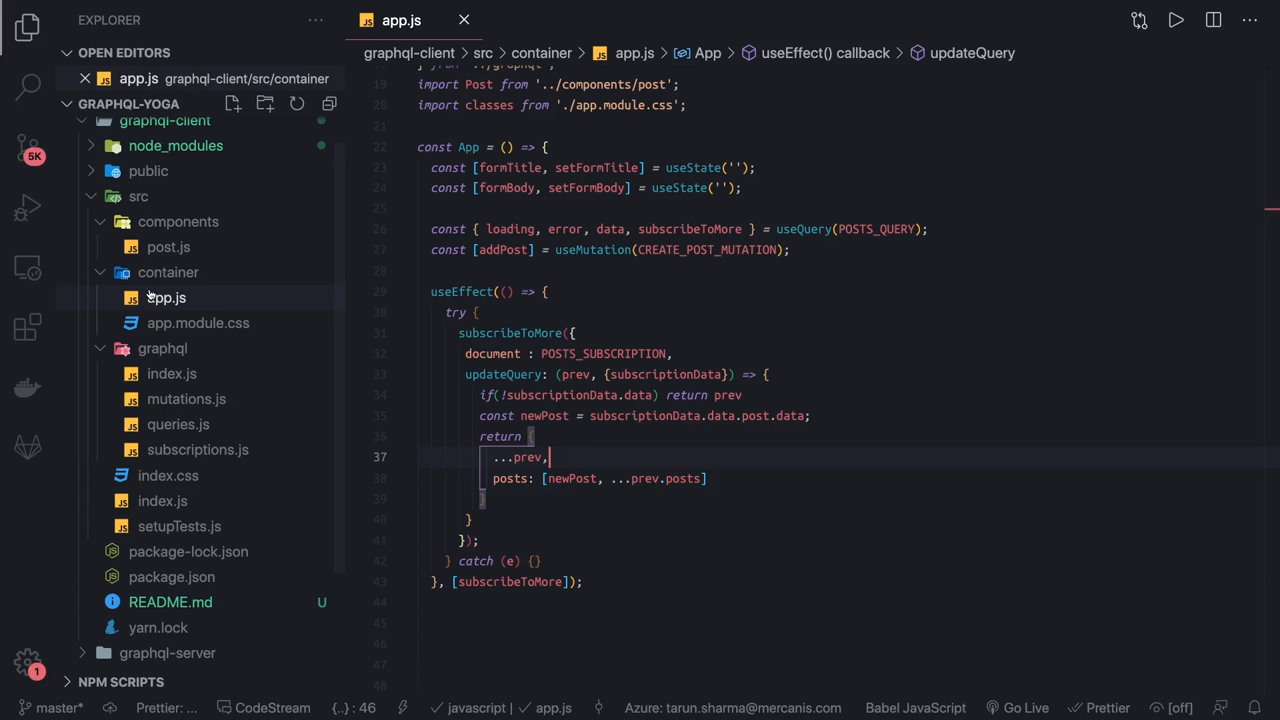 EXPLORER
OPEN EDITORS
app.js graphql-client/src/container
GRAPHQL-YOGA
graphql-client
node_modules
public
src
components
post.js
container
app.js
app.module.css
graphql
index.js
mutations.js
queries.js
subscriptions.js
index.css
index.js
setupTests.js
package-lock.json
package.json
README.md U
yarn.lock
graphql-server
NPM SCRIPTS
5K
1
app.js
graphql-client > src > container > app.js > App > useEffect() callback > updateQuery
} from '../graphql';
19 import Post from '../components/post';
20 import classes from './app.module.css';
21
22 const App = () => {
23 const [formTitle, setFormTitle] = useState('');
24 const [formBody, setFormBody] = useState('');
25
26 const { loading, error, data, subscribeToMore } = useQuery(POSTS_QUERY);
27 const [addPost] = useMutation(CREATE_POST_MUTATION);
28
29 useEffect(() => {
30 try {
31 subscribeToMore({
32 document : POSTS_SUBSCRIPTION,
33 updateQuery: (prev, {subscriptionData}) => {
34 if(!subscriptionData.data) return prev
35 const newPost = subscriptionData.data.post.data;
36 return {
37 ...prev,
38 posts: [newPost, ...prev.posts]
39 }
40 }
41 });
42 } catch (e) {}
43 }, [subscribeToMore]);
44
45
46
47
48
master* Prettier: ... CodeStream {..} : 46 javascript | app.js Azure: tarun.sharma@mercanis.com Babel JavaScript Go Live Prettier [off]